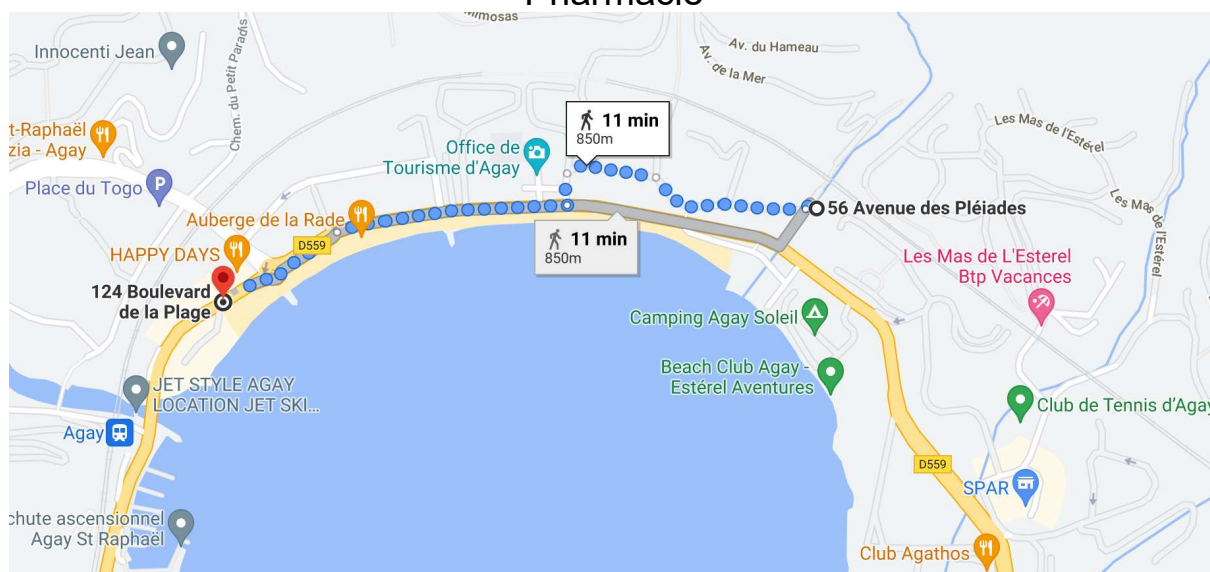 Pharmacie
Mimosas
Innocenti Jean
Chem. du Petit Paradis
Av. du Hameau
Av. de la Mer
11 min
850m
Les Mas de l'Estérel
t-Raphaël
zia - Agay
Office de
Tourisme d'Agay
Place du Togo
P
Auberge de la Rade
56 Avenue des Pléiades
Les Mas de l'Estérel
D559
11 min
850m
HAPPY DAYS
Les Mas de L'Esterel
Btp Vacances
124 Boulevard
de la Plage
Camping Agay Soleil
Beach Club Agay -
Estérel Aventures
JET STYLE AGAY
LOCATION JET SKI...
Club de Tennis d'Agay
Agay
D559
SPAR
chute ascensionnel
Agay St Raphaël
Club Agathos